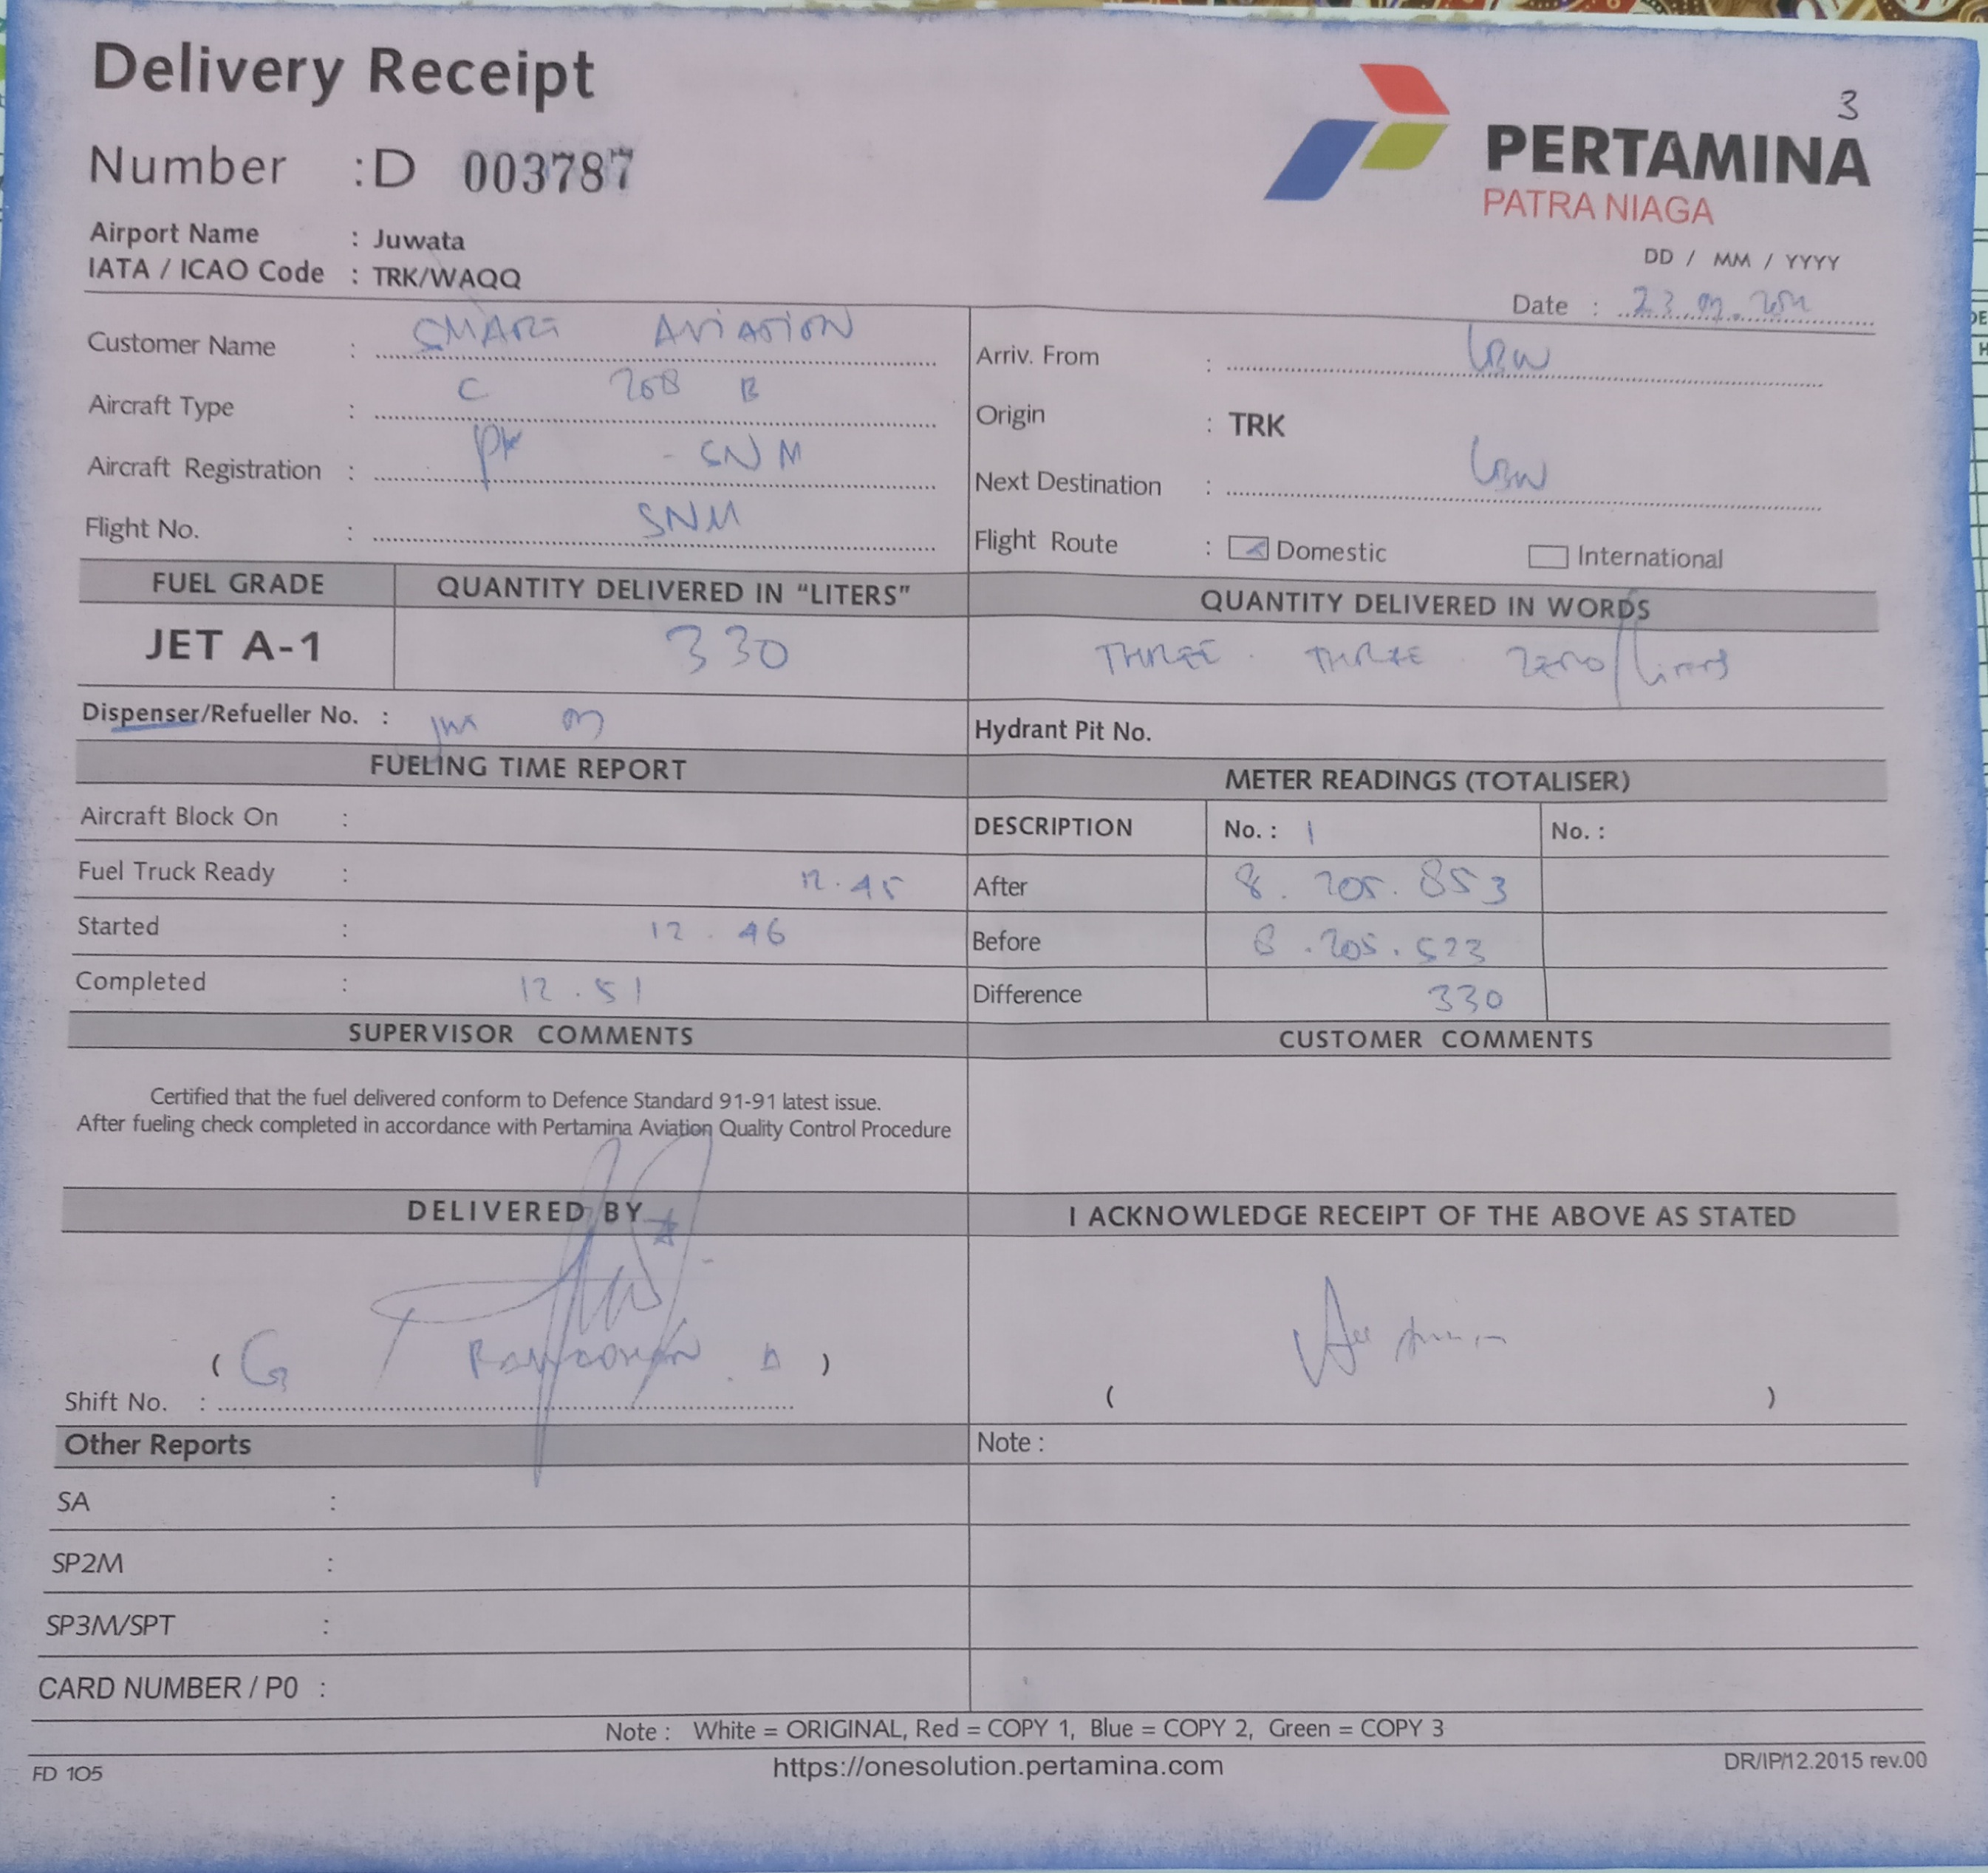 Delivery Receipt
3
PERTAMINA
PATRA NIAGA
Number : D 003787
Airport Name : Juwata
IATA / ICAO Code : TRK/WAQQ
DD / MM / YYYY
Date : 23
Customer Name : SMART AVIATION
Arriv. From : LBW
Aircraft Type : C 208 B
Origin : TRK
Aircraft Registration : PK - SNM
Next Destination : LBW
Flight No. : SNM
Flight Route : Domestic International
FUEL GRADE QUANTITY DELIVERED IN "LITERS" QUANTITY DELIVERED IN WORDS
JET A-1 330 THREE . THREE . ZERO / Liters
Dispenser/Refueller No. :
Hydrant Pit No.
FUELING TIME REPORT METER READINGS (TOTALISER)
Aircraft Block On :
DESCRIPTION No. : 1 No. :
Fuel Truck Ready : 12.45
After 8.205.853
Started : 12.46
Before 8.205.523
Completed : 12.51
Difference 330
SUPERVISOR COMMENTS CUSTOMER COMMENTS
Certified that the fuel delivered conform to Defence Standard 91-91 latest issue.
After fueling check completed in accordance with Pertamina Aviation Quality Control Procedure
DELIVERED BY I ACKNOWLEDGE RECEIPT OF THE ABOVE AS STATED
( )
( )
Shift No. :
Other Reports Note :
SA :
SP2M :
SP3M/SPT :
CARD NUMBER / P0 :
Note : White = ORIGINAL, Red = COPY 1, Blue = COPY 2, Green = COPY 3
FD 105 https://onesolution.pertamina.com DR/IP/12.2015 rev.00